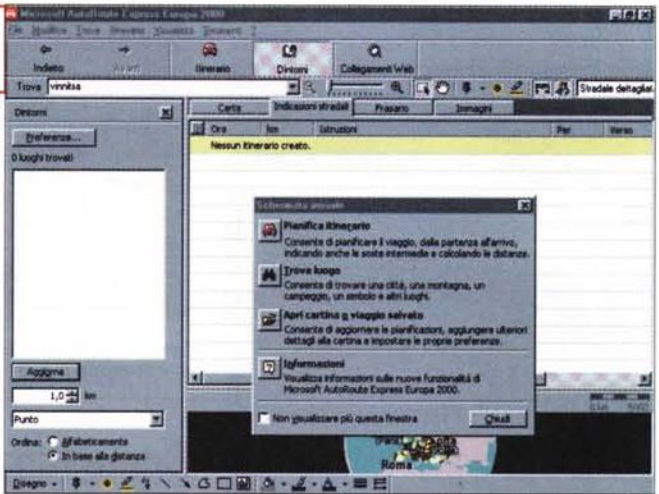 Microsoft AutoRoute Express Europa 2000
File Modifica Trova Itinerario Visualizza Strumenti ?
Indietro Avanti Itinerario Dintorni Collegamenti Web
Trova vinnitsa Stradale dettagliat
Dintorni
Carta Indicazioni stradali Frasario Immagini
Ora km Istruzioni Per Verso
Preferenze...
Nessun itinerario creato.
0 luoghi trovati
Schermata iniziale
Pianifica itinerario
Consente di pianificare il viaggio, dalla partenza all'arrivo,
indicando anche le soste intermedie e calcolando le distanze.
Trova luogo
Consente di trovare una città, una montagna, un
campeggio, un simbolo e altri luoghi.
Apri cartina o viaggio salvato
Consente di aggiornare le pianificazioni, aggiungere ulteriori
dettagli alla cartina e impostare le proprie preferenze.
Informazioni
Visualizza informazioni sulle nuove funzionalità di
Microsoft AutoRoute Express Europa 2000.
Non visualizzare più questa finestra Chiudi
Aggiorna
1,0 km
Punto
Ordina: Alfabeticamente
In base alla distanza
Roma
Disegno